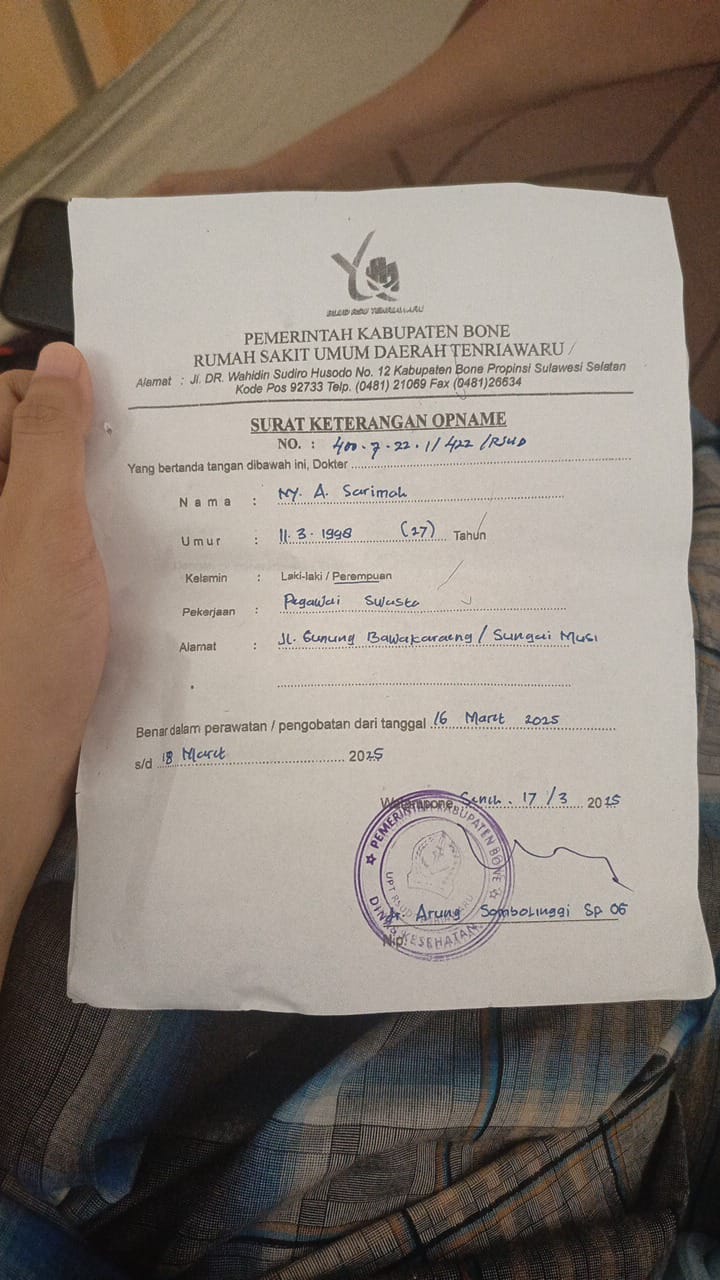 BLUD RSU TENRIAWARU
PEMERINTAH KABUPATEN BONE
RUMAH SAKIT UMUM DAERAH TENRIAWARU
Alamat : Jl. DR. Wahidin Sudiro Husodo No. 12 Kabupaten Bone Propinsi Sulawesi Selatan
Kode Pos 92733 Telp. (0481) 21069 Fax (0481)26634
SURAT KETERANGAN OPNAME
NO. : 400.7.22.1/422/RSUD
Yang bertanda tangan dibawah ini, Dokter
Nama : NY. A. Sarimah
Umur : 11.3.1998 (27) Tahun
Kelamin : Laki-laki / Perempuan
Pekerjaan : Pegawai Swasta
Alamat : Jl. Gunung Bawakaraeng / Sungai Musi
Benar dalam perawatan / pengobatan dari tanggal 16 Maret 2025
s/d 18 Maret 2025
Watampone, Senin. 17/3 2025
PEMERINTAH KABUPATEN BONE
DINAS KESEHATAN
dr. Arung Sombolinggi Sp OG
Nip.